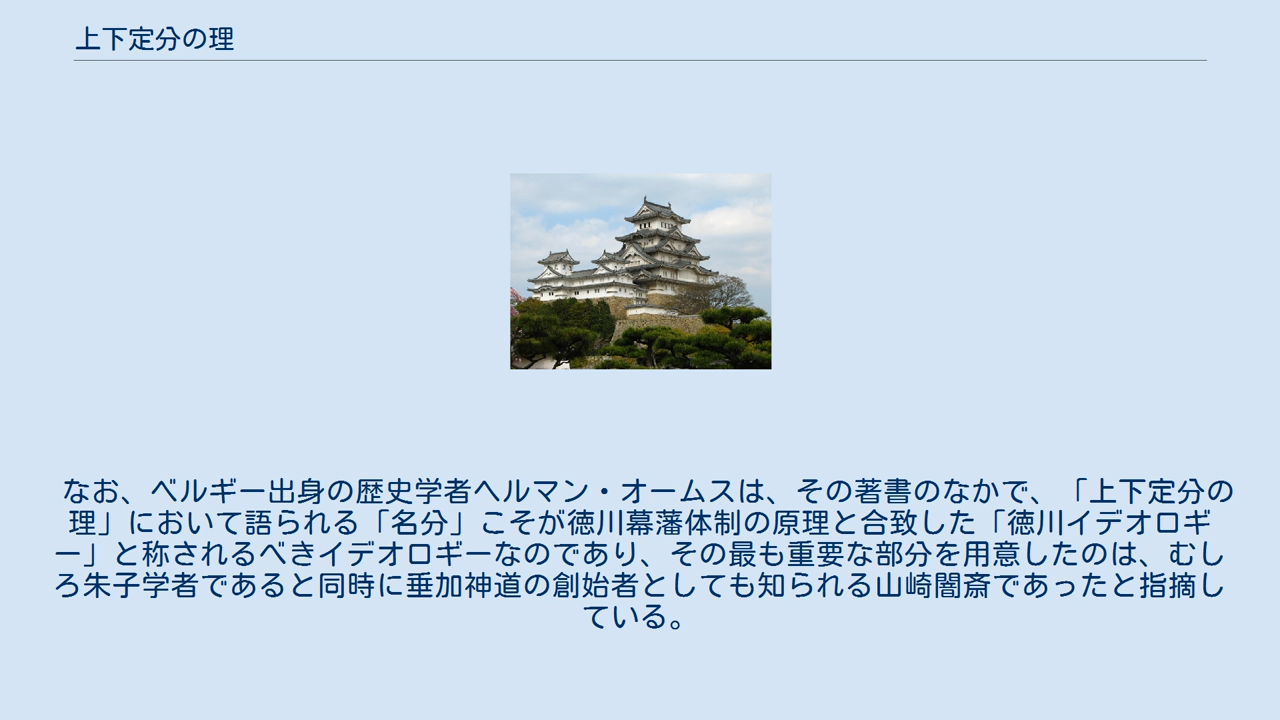 上下定分の理
なお、ベルギー出身の歴史学者ヘルマン・オームスは、その著書のなかで、「上下定分の
理」において語られる「名分」こそが徳川幕藩体制の原理と合致した「徳川イデオロギ
ー」と称されるべきイデオロギーなのであり、その最も重要な部分を用意したのは、むし
ろ朱子学者であると同時に垂加神道の創始者としても知られる山崎闇斎であったと指摘し
ている。